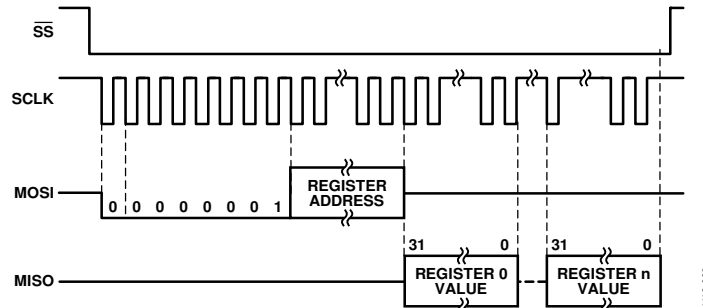 SS
SCLK
MOSI
0 0 0 0 0 0 0 1
REGISTER
ADDRESS
31 0 31 0
MISO
REGISTER 0
VALUE
REGISTER n
VALUE